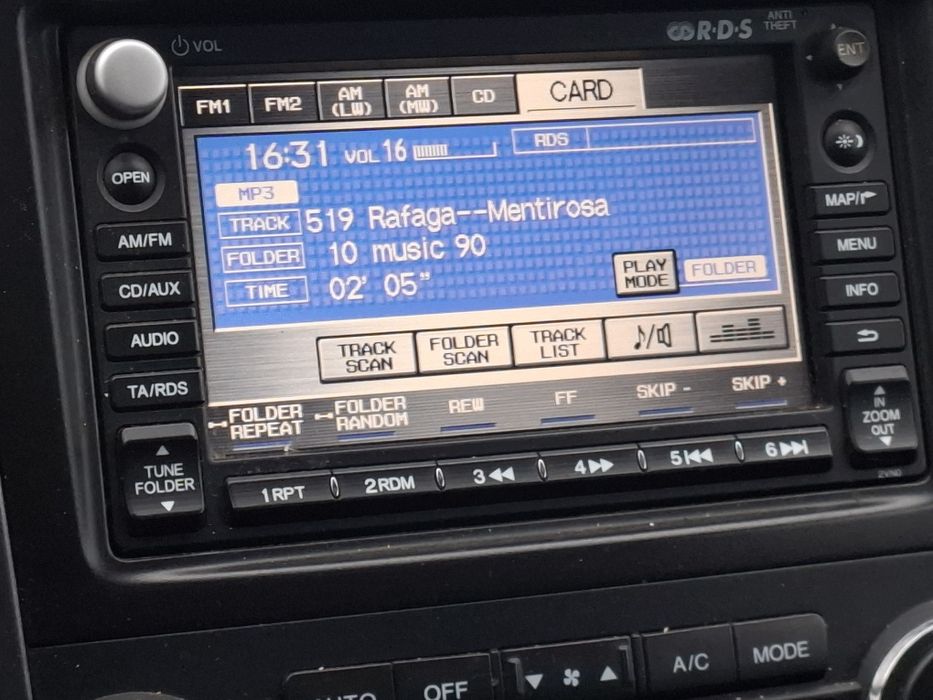 VOL
R·D·S
ANTI THEFT
ENT
FM1 FM2 AM (LW) AM (MW) CD CARD
16:31 VOL 16 RDS
OPEN
MP3
TRACK 519 Rafaga--Mentirosa
FOLDER 10 music 90
TIME 02' 05"
PLAY MODE FOLDER
AM/FM
CD/AUX
AUDIO
TA/RDS
MAP/
MENU
INFO
TRACK SCAN FOLDER SCAN TRACK LIST
FOLDER REPEAT FOLDER RANDOM REW FF SKIP - SKIP +
IN
ZOOM
OUT
TUNE
FOLDER
1RPT 2RDM 3◀◀ 4▶▶ 5|◀◀ 6▶▶|
2VN0
AUTO OFF A/C MODE